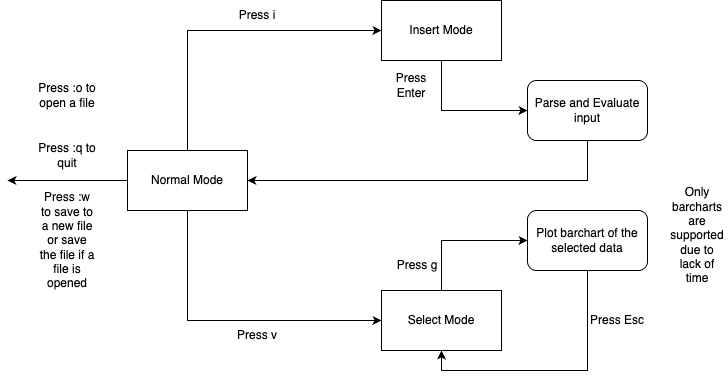 Press i
Insert Mode
Press :o to
open a file
Press
Enter
Parse and Evaluate
input
Press :q to
quit
Normal Mode
Press :w
to save to
a new file
or save
the file if a
file is
opened
Only
barcharts
are
supported
due to
lack of
time
Plot barchart of the
selected data
Press g
Select Mode
Press Esc
Press v